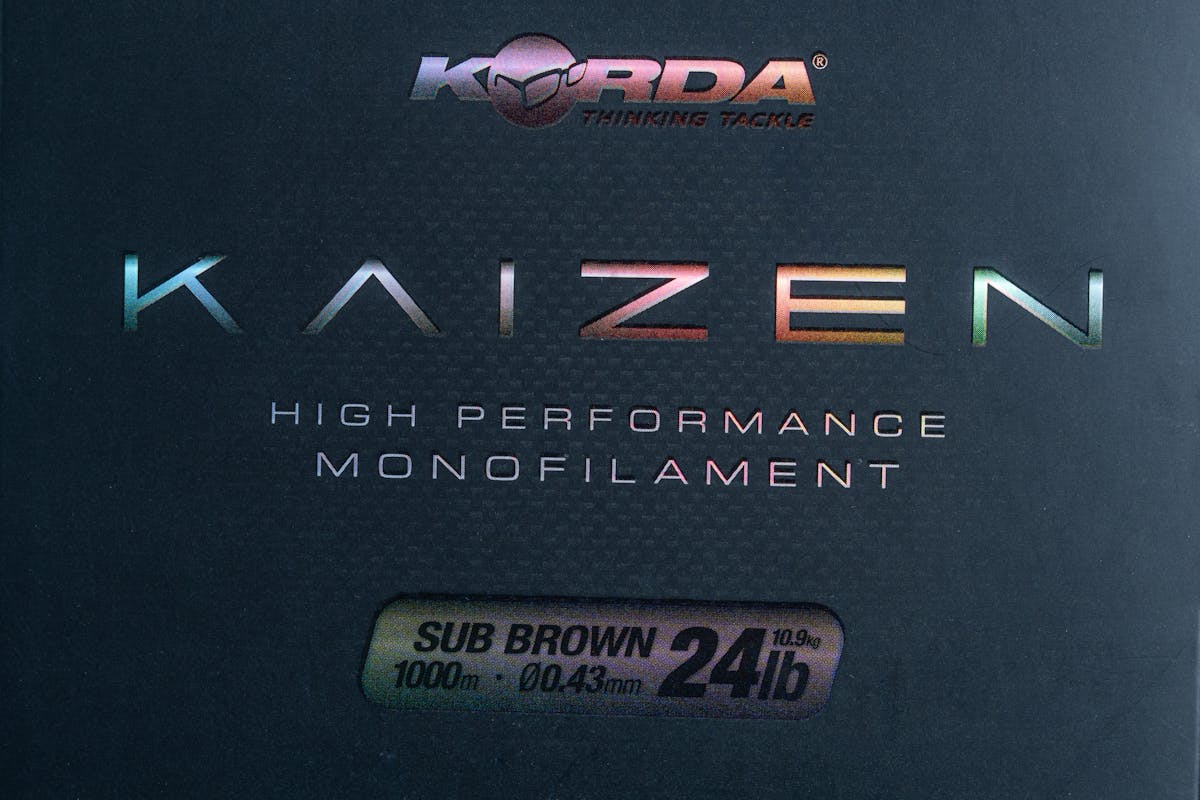 KORDA®
THINKING TACKLE
KAIZEN
HIGH PERFORMANCE
MONOFILAMENT
SUB BROWN
1000m · Ø0.43mm
24lb
10.9kg